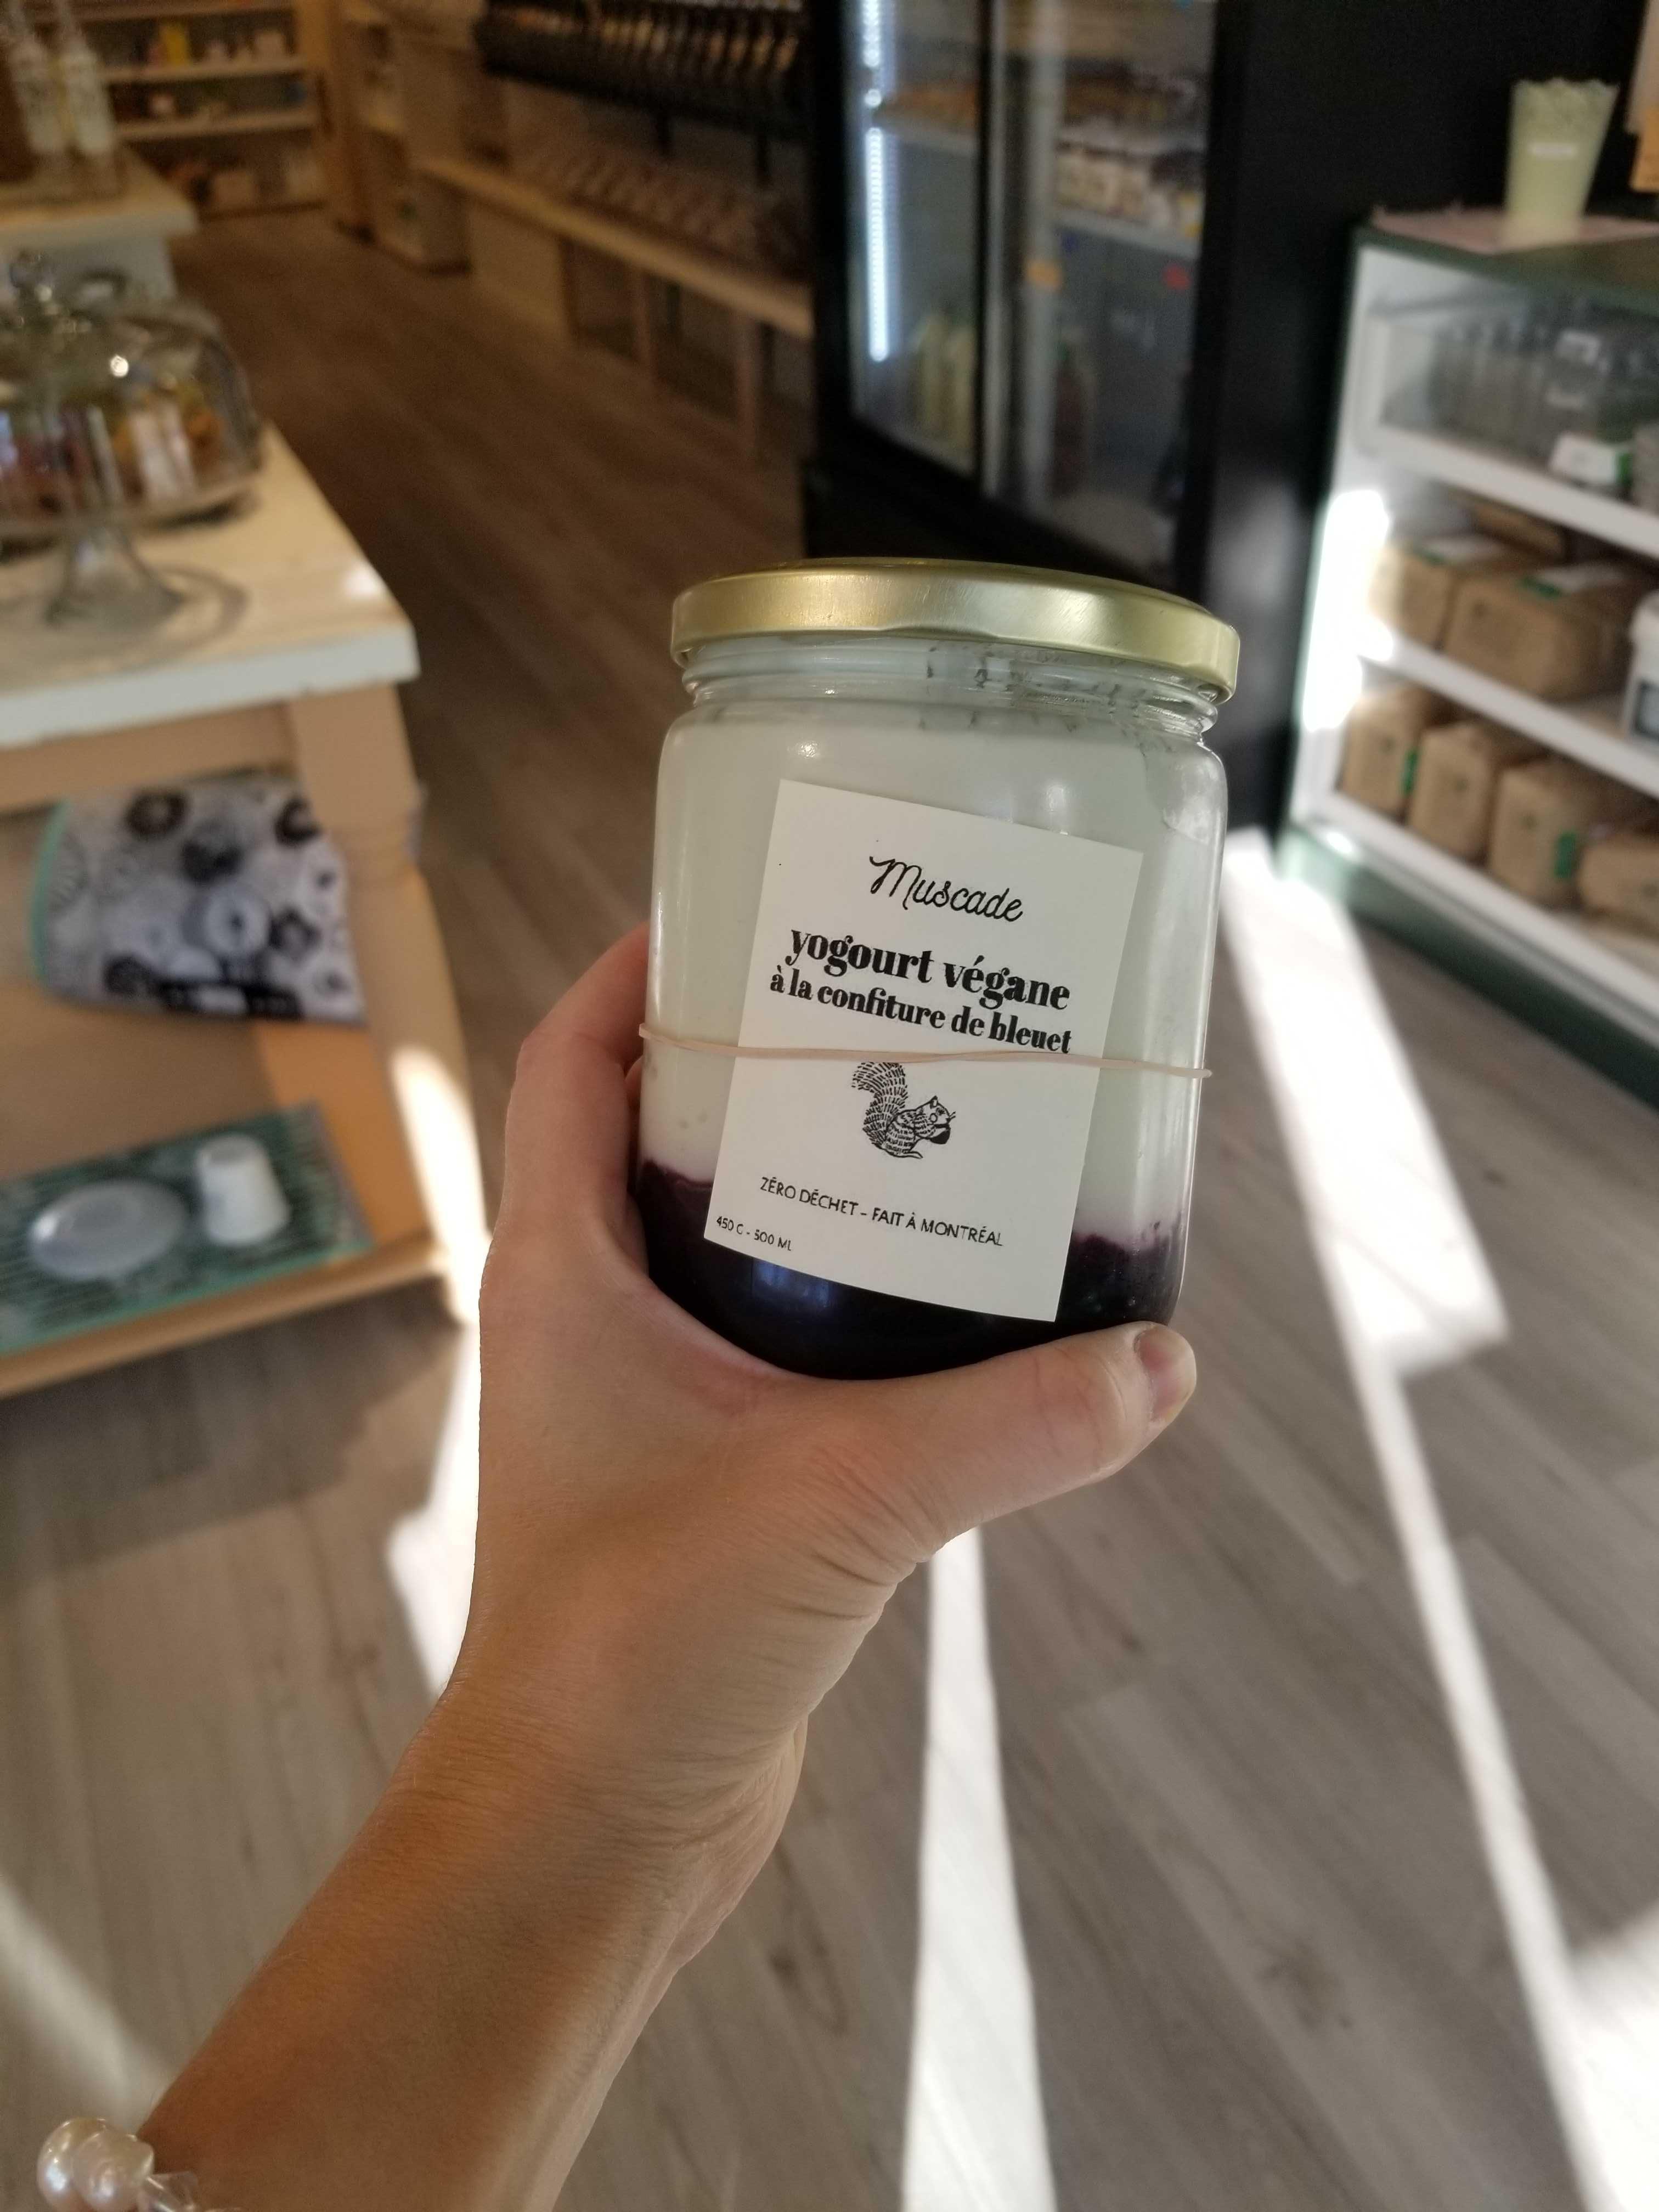 Muscade
yogourt végane
à la confiture de bleuet
ZÉRO DÉCHET - FAIT À MONTRÉAL
450 G - 500 ML